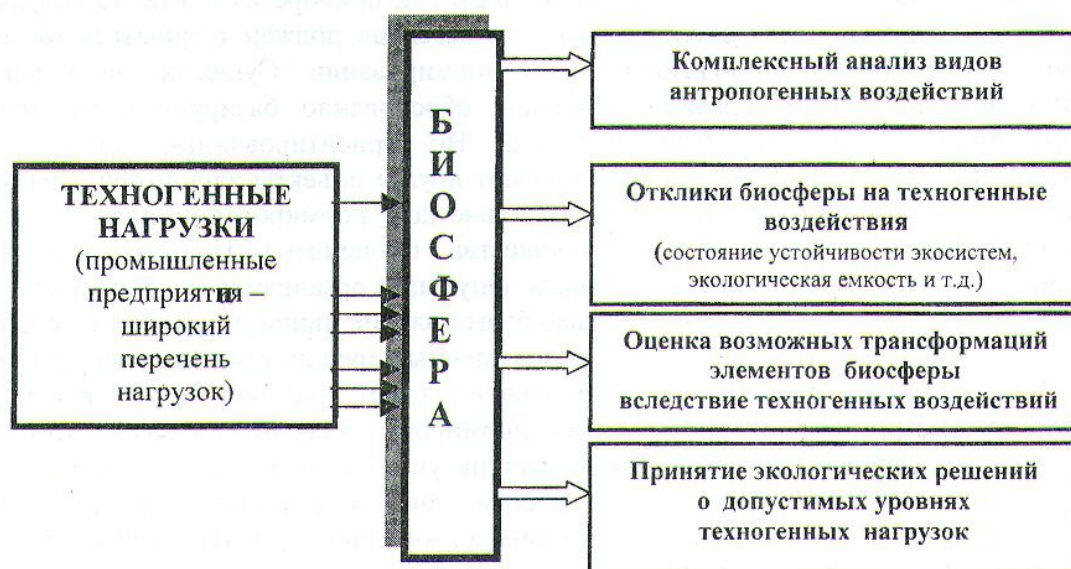 ТЕХНОГЕННЫЕ
НАГРУЗКИ
(промышленные
предприятия –
широкий
перечень
нагрузок)
БИОСФЕРА
Комплексный анализ видов
антропогенных воздействий
Отклики биосферы на техногенные
воздействия
(состояние устойчивости экосистем,
экологическая емкость и т.д.)
Оценка возможных трансформаций
элементов биосферы
вследствие техногенных воздействий
Принятие экологических решений
о допустимых уровнях
техногенных нагрузок